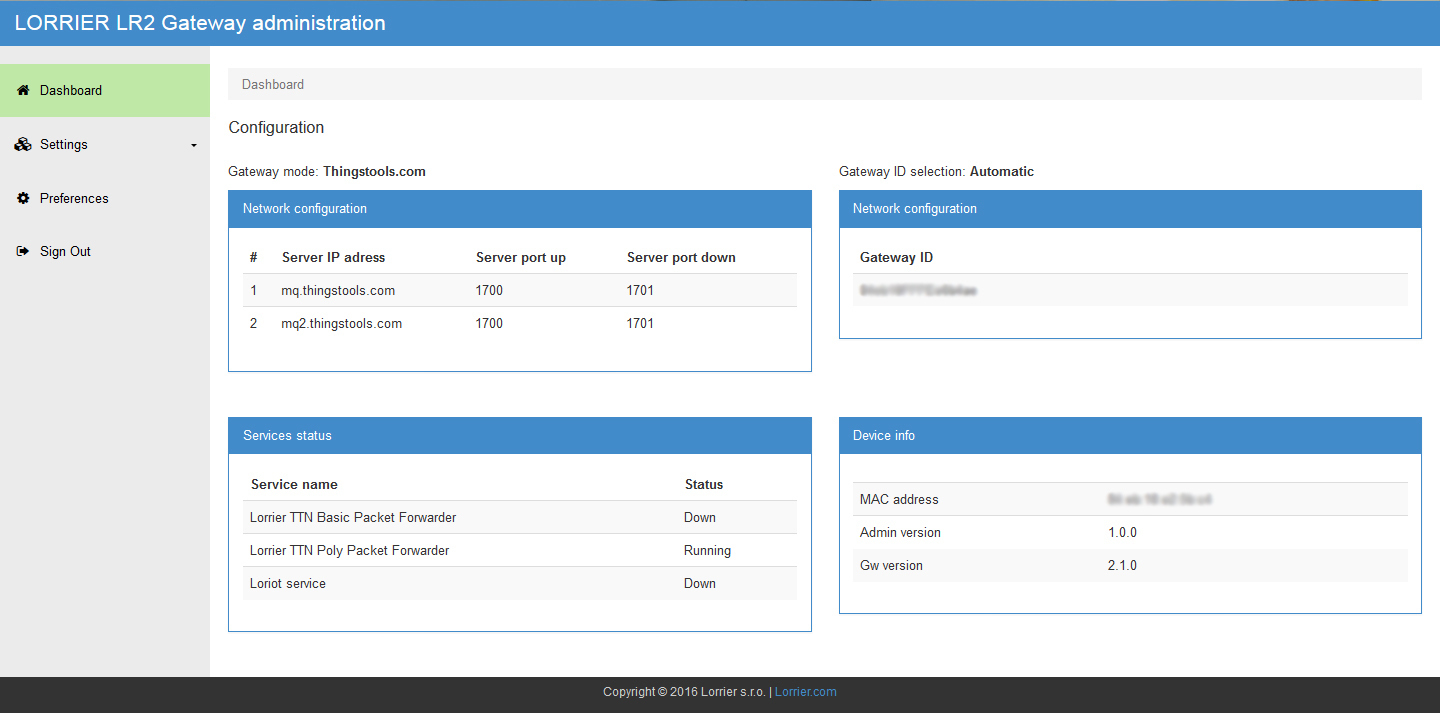 LORRIER LR2 Gateway administration
Dashboard
Settings
Preferences
Sign Out
Dashboard
Configuration
Gateway mode: Thingstools.com
Network configuration
# Server IP adress Server port up Server port down
1 mq.thingstools.com 1700 1701
2 mq2.thingstools.com 1700 1701
Gateway ID selection: Automatic
Network configuration
Gateway ID
Services status
Service name Status
Lorrier TTN Basic Packet Forwarder Down
Lorrier TTN Poly Packet Forwarder Running
Loriot service Down
Device info
MAC address
Admin version 1.0.0
Gw version 2.1.0
Copyright © 2016 Lorrier s.r.o. | Lorrier.com